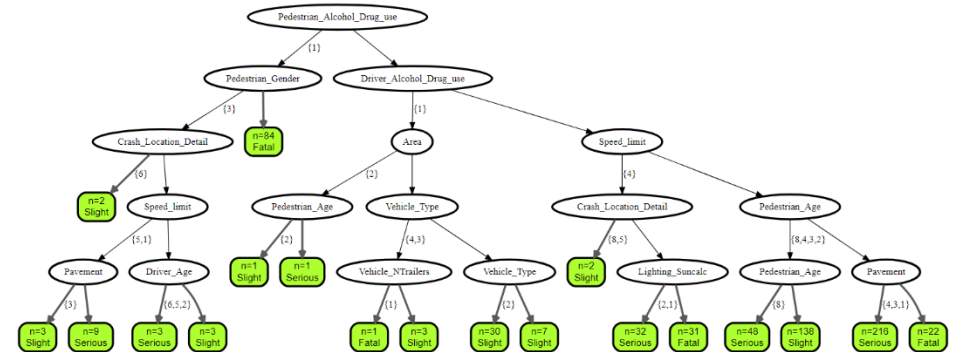 Pedestrian_Alcohol_Drug_use
{1}
Pedestrian_Gender
Driver_Alcohol_Drug_use
{3}
{1}
n=84
Fatal
Crash_Location_Detail
Area
Speed_limit
{6}
{2}
{4}
n=2
Slight
Speed_limit
Pedestrian_Age
Vehicle_Type
Crash_Location_Detail
Pedestrian_Age
{5,1}
{2}
{4,3}
{8,5}
{8,4,3,2}
Pavement
Driver_Age
n=1
Slight
n=1
Serious
Vehicle_NTrailers
Vehicle_Type
n=2
Slight
Lighting_Suncalc
Pedestrian_Age
Pavement
{3}
{6,5,2}
{1}
{2}
{2,1}
{8}
{4,3,1}
n=3
Slight
n=9
Serious
n=3
Serious
n=3
Slight
n=1
Fatal
n=3
Slight
n=30
Slight
n=7
Slight
n=32
Serious
n=31
Fatal
n=48
Serious
n=138
Slight
n=216
Serious
n=22
Fatal